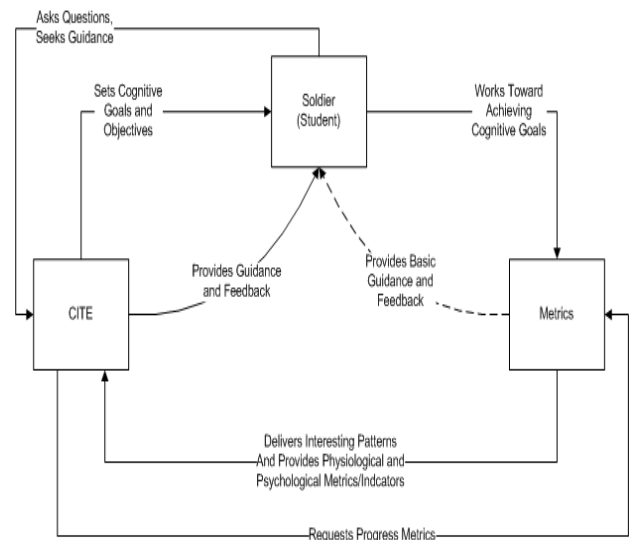 Asks Questions,
Seeks Guidance
Sets Cognitive
Goals and
Objectives
Soldier
(Student)
Works Toward
Achieving
Cognitive Goals
Provides Guidance
and Feedback
Provides Basic
Guidance and
Feedback
CITE
Metrics
Delivers Interesting Patterns
And Provides Physiological and
Psychological Metrics/Indcators
Requests Progress Metrics